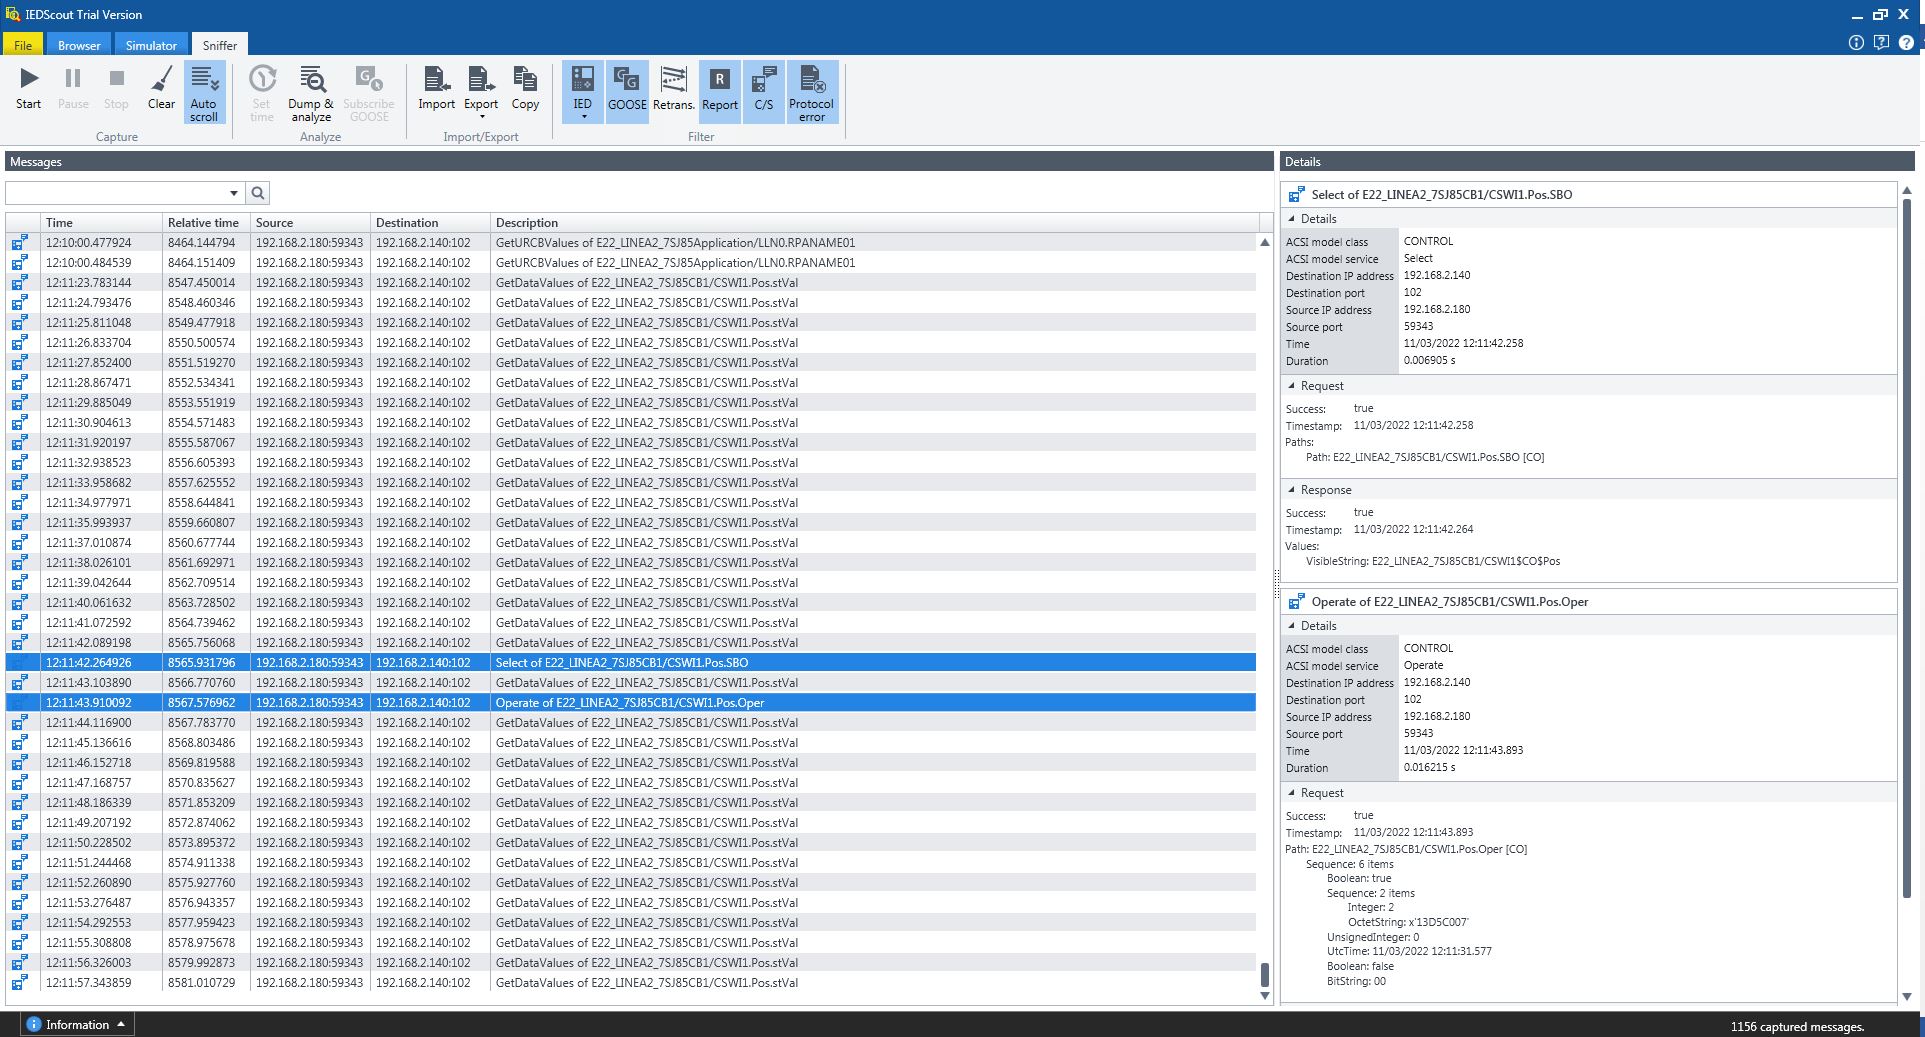 IEDScout Trial Version
File Browser Simulator Sniffer
Start Pause Stop Clear Auto scroll Set time Dump & analyze Subscribe GOOSE Import Export Copy IED GOOSE Retrans. Report C/S Protocol error
Capture Analyze Import/Export Filter
Messages
Time Relative time Source Destination Description
12:10:00.477924 8464.144794 192.168.2.180:59343 192.168.2.140:102 GetURCBValues of E22_LINEA2_7SJ85Application/LLN0.RPANAME01
12:10:00.484539 8464.151409 192.168.2.180:59343 192.168.2.140:102 GetURCBValues of E22_LINEA2_7SJ85Application/LLN0.RPANAME01
12:11:23.783144 8547.450014 192.168.2.180:59343 192.168.2.140:102 GetDataValues of E22_LINEA2_7SJ85CB1/CSWI1.Pos.stVal
12:11:24.793476 8548.460346 192.168.2.180:59343 192.168.2.140:102 GetDataValues of E22_LINEA2_7SJ85CB1/CSWI1.Pos.stVal
12:11:25.811048 8549.477918 192.168.2.180:59343 192.168.2.140:102 GetDataValues of E22_LINEA2_7SJ85CB1/CSWI1.Pos.stVal
12:11:26.833704 8550.500574 192.168.2.180:59343 192.168.2.140:102 GetDataValues of E22_LINEA2_7SJ85CB1/CSWI1.Pos.stVal
12:11:27.852400 8551.519270 192.168.2.180:59343 192.168.2.140:102 GetDataValues of E22_LINEA2_7SJ85CB1/CSWI1.Pos.stVal
12:11:28.867471 8552.534341 192.168.2.180:59343 192.168.2.140:102 GetDataValues of E22_LINEA2_7SJ85CB1/CSWI1.Pos.stVal
12:11:29.885049 8553.551919 192.168.2.180:59343 192.168.2.140:102 GetDataValues of E22_LINEA2_7SJ85CB1/CSWI1.Pos.stVal
12:11:30.904613 8554.571483 192.168.2.180:59343 192.168.2.140:102 GetDataValues of E22_LINEA2_7SJ85CB1/CSWI1.Pos.stVal
12:11:31.920197 8555.587067 192.168.2.180:59343 192.168.2.140:102 GetDataValues of E22_LINEA2_7SJ85CB1/CSWI1.Pos.stVal
12:11:32.938523 8556.605393 192.168.2.180:59343 192.168.2.140:102 GetDataValues of E22_LINEA2_7SJ85CB1/CSWI1.Pos.stVal
12:11:33.958682 8557.625552 192.168.2.180:59343 192.168.2.140:102 GetDataValues of E22_LINEA2_7SJ85CB1/CSWI1.Pos.stVal
12:11:34.977971 8558.644841 192.168.2.180:59343 192.168.2.140:102 GetDataValues of E22_LINEA2_7SJ85CB1/CSWI1.Pos.stVal
12:11:35.993937 8559.660807 192.168.2.180:59343 192.168.2.140:102 GetDataValues of E22_LINEA2_7SJ85CB1/CSWI1.Pos.stVal
12:11:37.010874 8560.677744 192.168.2.180:59343 192.168.2.140:102 GetDataValues of E22_LINEA2_7SJ85CB1/CSWI1.Pos.stVal
12:11:38.026101 8561.692971 192.168.2.180:59343 192.168.2.140:102 GetDataValues of E22_LINEA2_7SJ85CB1/CSWI1.Pos.stVal
12:11:39.042644 8562.709514 192.168.2.180:59343 192.168.2.140:102 GetDataValues of E22_LINEA2_7SJ85CB1/CSWI1.Pos.stVal
12:11:40.061632 8563.728502 192.168.2.180:59343 192.168.2.140:102 GetDataValues of E22_LINEA2_7SJ85CB1/CSWI1.Pos.stVal
12:11:41.072592 8564.739462 192.168.2.180:59343 192.168.2.140:102 GetDataValues of E22_LINEA2_7SJ85CB1/CSWI1.Pos.stVal
12:11:42.089198 8565.756068 192.168.2.180:59343 192.168.2.140:102 GetDataValues of E22_LINEA2_7SJ85CB1/CSWI1.Pos.stVal
12:11:42.264926 8565.931796 192.168.2.180:59343 192.168.2.140:102 Select of E22_LINEA2_7SJ85CB1/CSWI1.Pos.SBO
12:11:43.103890 8566.770760 192.168.2.180:59343 192.168.2.140:102 GetDataValues of E22_LINEA2_7SJ85CB1/CSWI1.Pos.stVal
12:11:43.910092 8567.576962 192.168.2.180:59343 192.168.2.140:102 Operate of E22_LINEA2_7SJ85CB1/CSWI1.Pos.Oper
12:11:44.116900 8567.783770 192.168.2.180:59343 192.168.2.140:102 GetDataValues of E22_LINEA2_7SJ85CB1/CSWI1.Pos.stVal
12:11:45.136616 8568.803486 192.168.2.180:59343 192.168.2.140:102 GetDataValues of E22_LINEA2_7SJ85CB1/CSWI1.Pos.stVal
12:11:46.152718 8569.819588 192.168.2.180:59343 192.168.2.140:102 GetDataValues of E22_LINEA2_7SJ85CB1/CSWI1.Pos.stVal
12:11:47.168757 8570.835627 192.168.2.180:59343 192.168.2.140:102 GetDataValues of E22_LINEA2_7SJ85CB1/CSWI1.Pos.stVal
12:11:48.186339 8571.853209 192.168.2.180:59343 192.168.2.140:102 GetDataValues of E22_LINEA2_7SJ85CB1/CSWI1.Pos.stVal
12:11:49.207192 8572.874062 192.168.2.180:59343 192.168.2.140:102 GetDataValues of E22_LINEA2_7SJ85CB1/CSWI1.Pos.stVal
12:11:50.228502 8573.895372 192.168.2.180:59343 192.168.2.140:102 GetDataValues of E22_LINEA2_7SJ85CB1/CSWI1.Pos.stVal
12:11:51.244468 8574.911338 192.168.2.180:59343 192.168.2.140:102 GetDataValues of E22_LINEA2_7SJ85CB1/CSWI1.Pos.stVal
12:11:52.260890 8575.927760 192.168.2.180:59343 192.168.2.140:102 GetDataValues of E22_LINEA2_7SJ85CB1/CSWI1.Pos.stVal
12:11:53.276487 8576.943357 192.168.2.180:59343 192.168.2.140:102 GetDataValues of E22_LINEA2_7SJ85CB1/CSWI1.Pos.stVal
12:11:54.292553 8577.959423 192.168.2.180:59343 192.168.2.140:102 GetDataValues of E22_LINEA2_7SJ85CB1/CSWI1.Pos.stVal
12:11:55.308808 8578.975678 192.168.2.180:59343 192.168.2.140:102 GetDataValues of E22_LINEA2_7SJ85CB1/CSWI1.Pos.stVal
12:11:56.326003 8579.992873 192.168.2.180:59343 192.168.2.140:102 GetDataValues of E22_LINEA2_7SJ85CB1/CSWI1.Pos.stVal
12:11:57.343859 8581.010729 192.168.2.180:59343 192.168.2.140:102 GetDataValues of E22_LINEA2_7SJ85CB1/CSWI1.Pos.stVal
Details
Select of E22_LINEA2_7SJ85CB1/CSWI1.Pos.SBO
Details
ACSI model class CONTROL
ACSI model service Select
Destination IP address 192.168.2.140
Destination port 102
Source IP address 192.168.2.180
Source port 59343
Time 11/03/2022 12:11:42.258
Duration 0.006905 s
Request
Success: true
Timestamp: 11/03/2022 12:11:42.258
Paths:
Path: E22_LINEA2_7SJ85CB1/CSWI1.Pos.SBO [CO]
Response
Success: true
Timestamp: 11/03/2022 12:11:42.264
Values:
VisibleString: E22_LINEA2_7SJ85CB1/CSWI1$CO$Pos
Operate of E22_LINEA2_7SJ85CB1/CSWI1.Pos.Oper
Details
ACSI model class CONTROL
ACSI model service Operate
Destination IP address 192.168.2.140
Destination port 102
Source IP address 192.168.2.180
Source port 59343
Time 11/03/2022 12:11:43.893
Duration 0.016215 s
Request
Success: true
Timestamp: 11/03/2022 12:11:43.893
Path: E22_LINEA2_7SJ85CB1/CSWI1.Pos.Oper [CO]
Sequence: 6 items
Boolean: true
Sequence: 2 items
Integer: 2
OctetString: x'13D5C007'
UnsignedInteger: 0
UtcTime: 11/03/2022 12:11:31.577
Boolean: false
BitString: 00
Information
1156 captured messages.